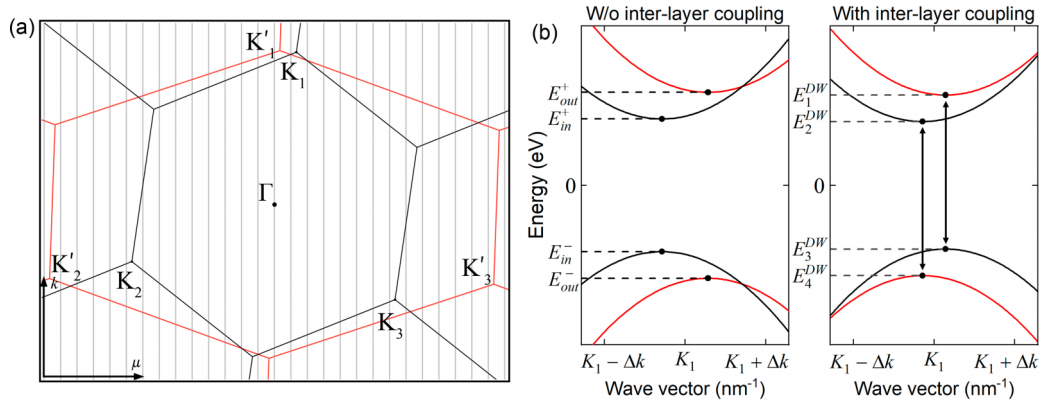 (a)
K′₁
K₁
Γ
K′₂
K₂
K′₃
K₃
k
μ
(b)
W/o inter-layer coupling
With inter-layer coupling
Energy (eV)
E⁺ₒᵤₜ
E⁺ᵢₙ
0
E⁻ᵢₙ
E⁻ₒᵤₜ
K₁ − Δk
K₁
K₁ + Δk
Wave vector (nm⁻¹)
E₁ᴰᵂ
E₂ᴰᵂ
0
E₃ᴰᵂ
E₄ᴰᵂ
K₁ − Δk
K₁
K₁ + Δk
Wave vector (nm⁻¹)